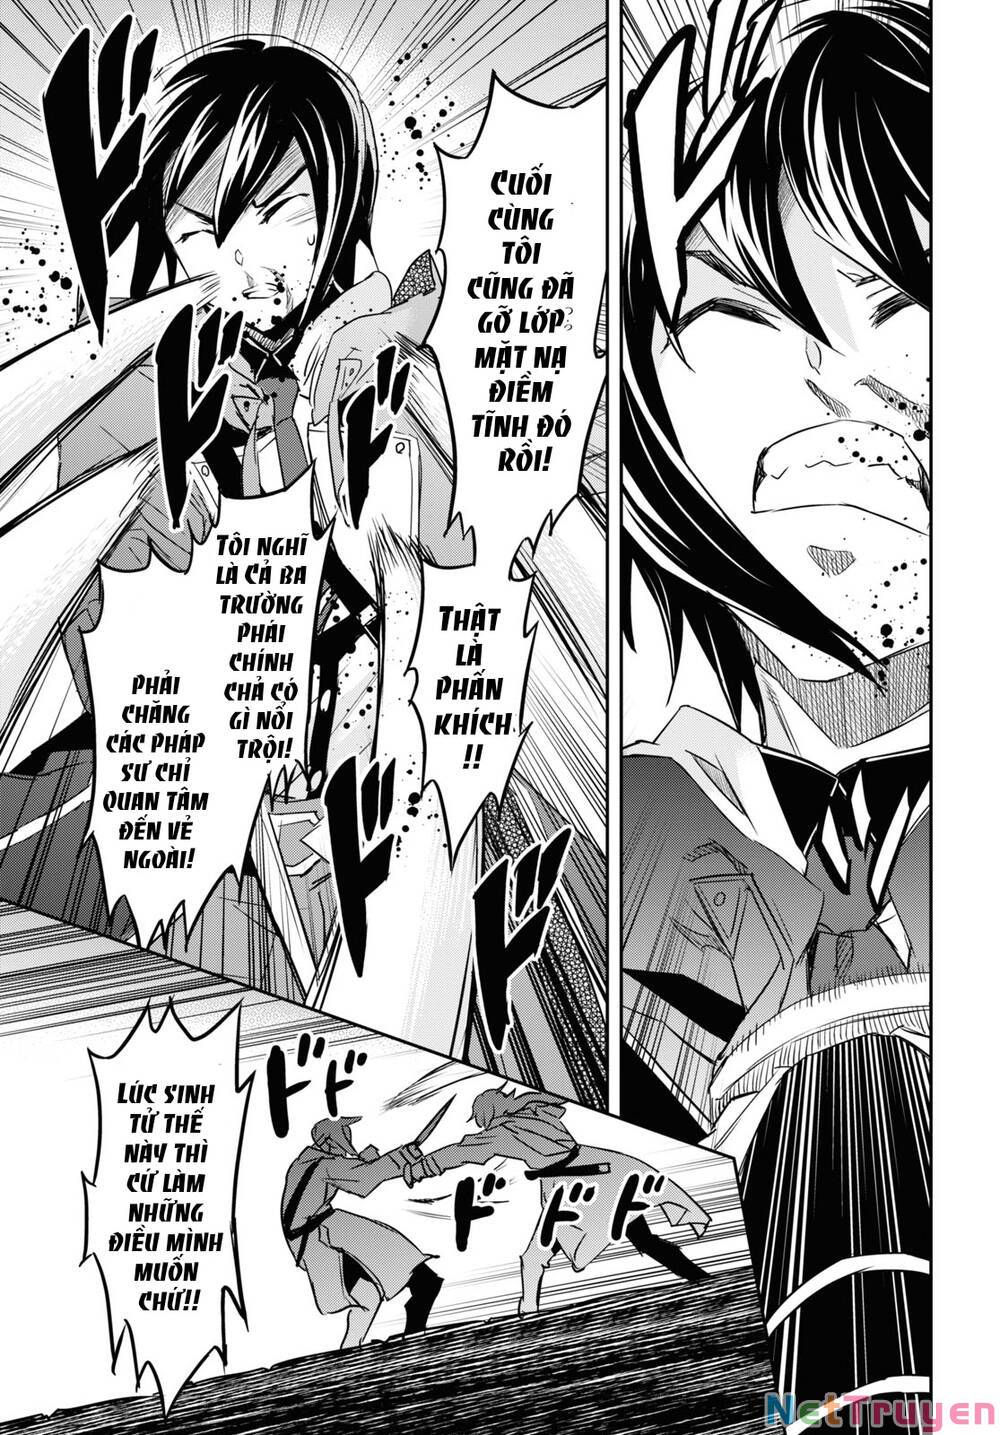 CUỐI
CÙNG
TÔI
CŨNG ĐÃ
GỠ LỚP
MẶT NẠ
ĐIỀM
TĨNH ĐÓ
RỒI!
THẬT
LÀ
PHẤN
KHÍCH
!!
TÔI NGHĨ
LÀ CẢ BA
TRƯỜNG
PHÁI
CHÍNH
CHẢ CÓ
GÌ NỔI
TRỘI!
PHẢI
CHĂNG
CÁC PHÁP
SƯ CHỈ
QUAN TÂM
ĐẾN VẺ
NGOÀI!
ドドドドド
ドドドド
LÚC SINH
TỬ THẾ
NÀY THÌ
CỨ LÀM
NHỮNG
ĐIỀU MÌNH
MUỐN
CHỨ!!
NetTruyen